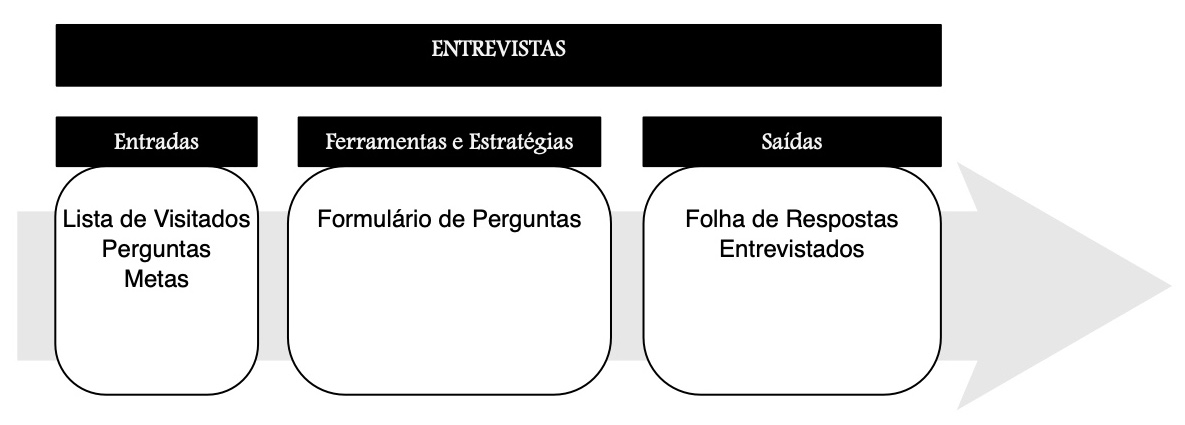 ENTREVISTAS
Entradas
Ferramentas e Estratégias
Saídas
Lista de Visitados
Perguntas
Metas
Formulário de Perguntas
Folha de Respostas
Entrevistados